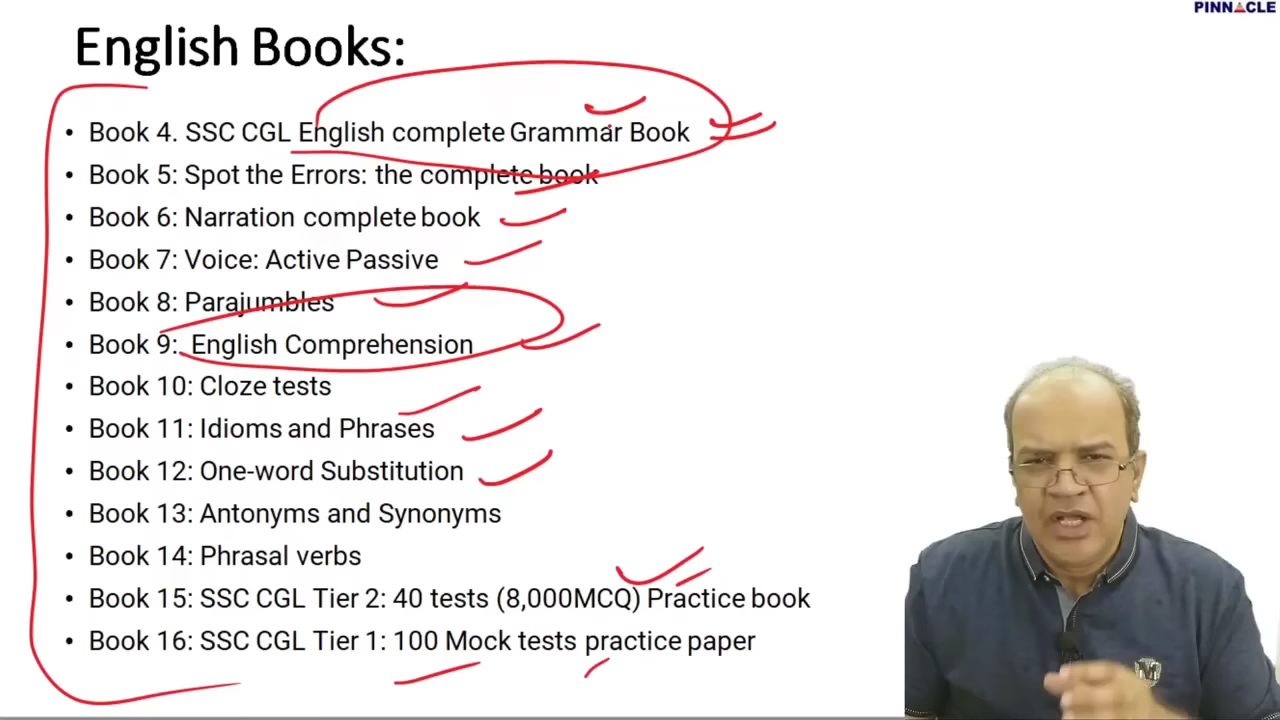 PINNACLE
English Books:
• Book 4. SSC CGL English complete Grammar Book
• Book 5: Spot the Errors: the complete book
• Book 6: Narration complete book
• Book 7: Voice: Active Passive
• Book 8: Parajumbles
• Book 9: English Comprehension
• Book 10: Cloze tests
• Book 11: Idioms and Phrases
• Book 12: One-word Substitution
• Book 13: Antonyms and Synonyms
• Book 14: Phrasal verbs
• Book 15: SSC CGL Tier 2: 40 tests (8,000MCQ) Practice book
• Book 16: SSC CGL Tier 1: 100 Mock tests practice paper